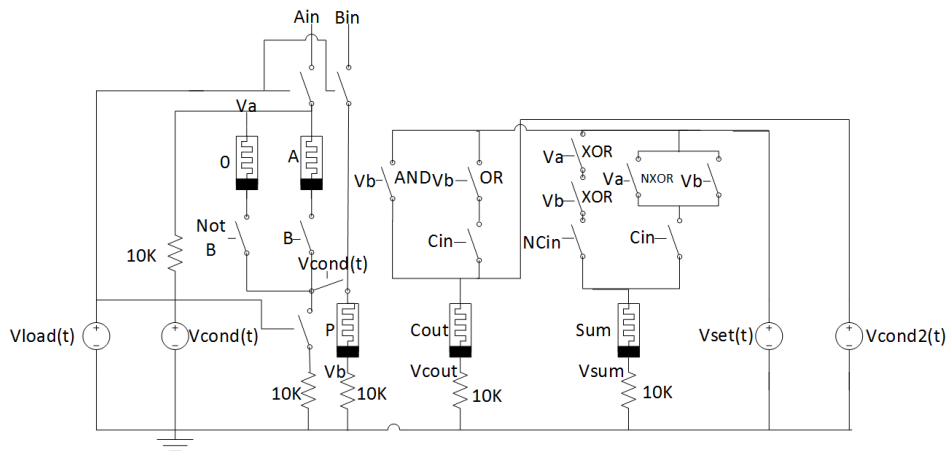 Ain Bin
Va
0 A
Vb AND Vb OR
Va XOR
Vb XOR
Va NXOR Vb
Not
B
B
Cin
NCin
Cin
10K
Vcond(t)
Vload(t)
Vcond(t)
P
Cout
Sum
Vset(t)
Vcond2(t)
Vb
Vcout
Vsum
10K
10K
10K
10K